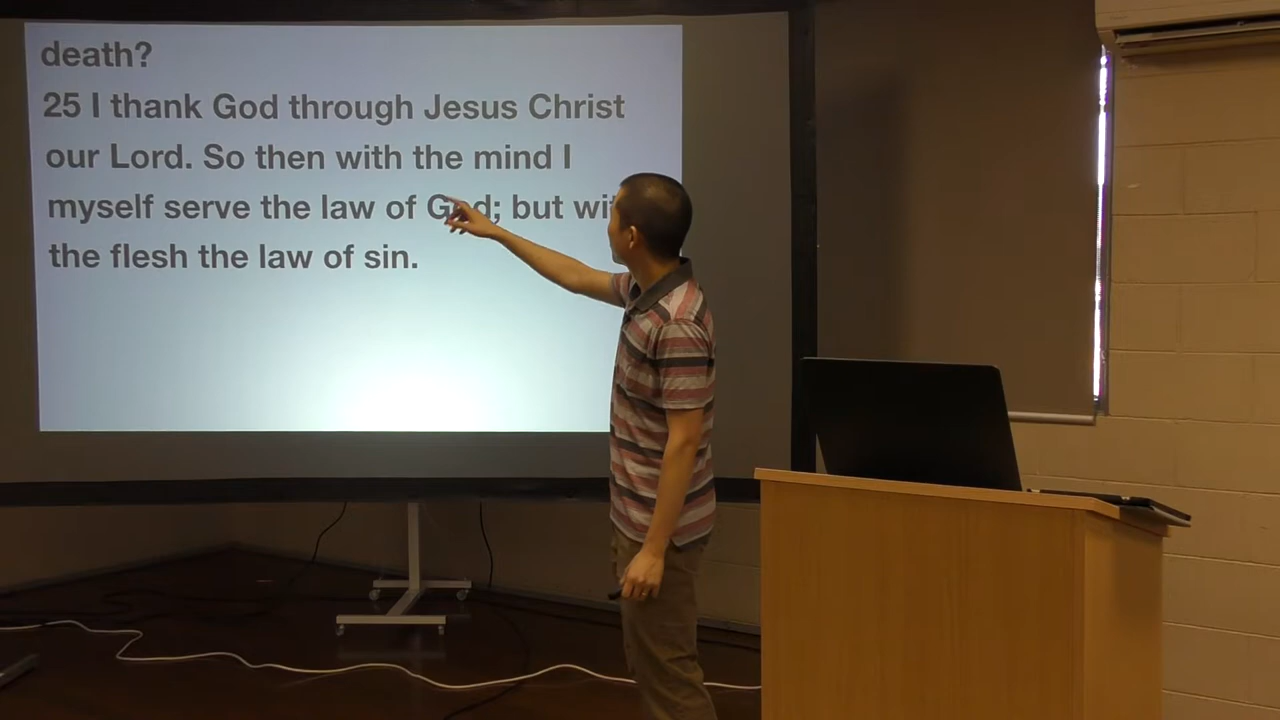 death?
25 I thank God through Jesus Christ
our Lord. So then with the mind I
myself serve the law of God; but
the flesh the law of sin.